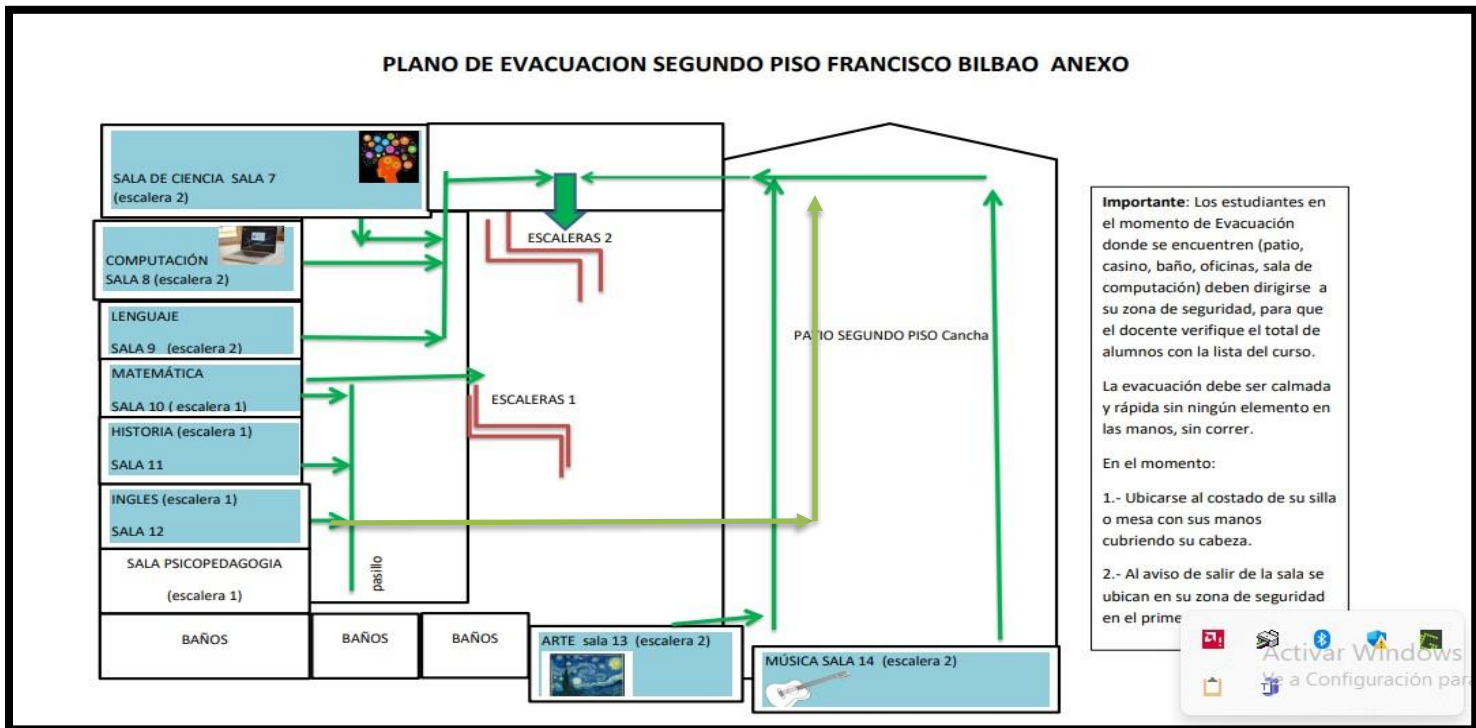 PLANO DE EVACUACION SEGUNDO PISO FRANCISCO BILBAO ANEXO
SALA DE CIENCIA SALA 7
(escalera 2)
COMPUTACIÓN
SALA 8 (escalera 2)
LENGUAJE
SALA 9 (escalera 2)
MATEMÁTICA
SALA 10 ( escalera 1)
HISTORIA (escalera 1)
SALA 11
INGLES (escalera 1)
SALA 12
SALA PSICOPEDAGOGIA
(escalera 1)
BAÑOS
pasillo
BAÑOS
BAÑOS
ESCALERAS 2
ESCALERAS 1
ARTE sala 13 (escalera 2)
PATIO SEGUNDO PISO Cancha
MÚSICA SALA 14 (escalera 2)
Importante: Los estudiantes en
el momento de Evacuación
donde se encuentren (patio,
casino, baño, oficinas, sala de
computación) deben dirigirse a
su zona de seguridad, para que
el docente verifique el total de
alumnos con la lista del curso.
La evacuación debe ser calmada
y rápida sin ningún elemento en
las manos, sin correr.
En el momento:
1.- Ubicarse al costado de su silla
o mesa con sus manos
cubriendo su cabeza.
2.- Al aviso de salir de la sala se
ubican en su zona de seguridad
en el prime
Activar Windows
a Configuración para